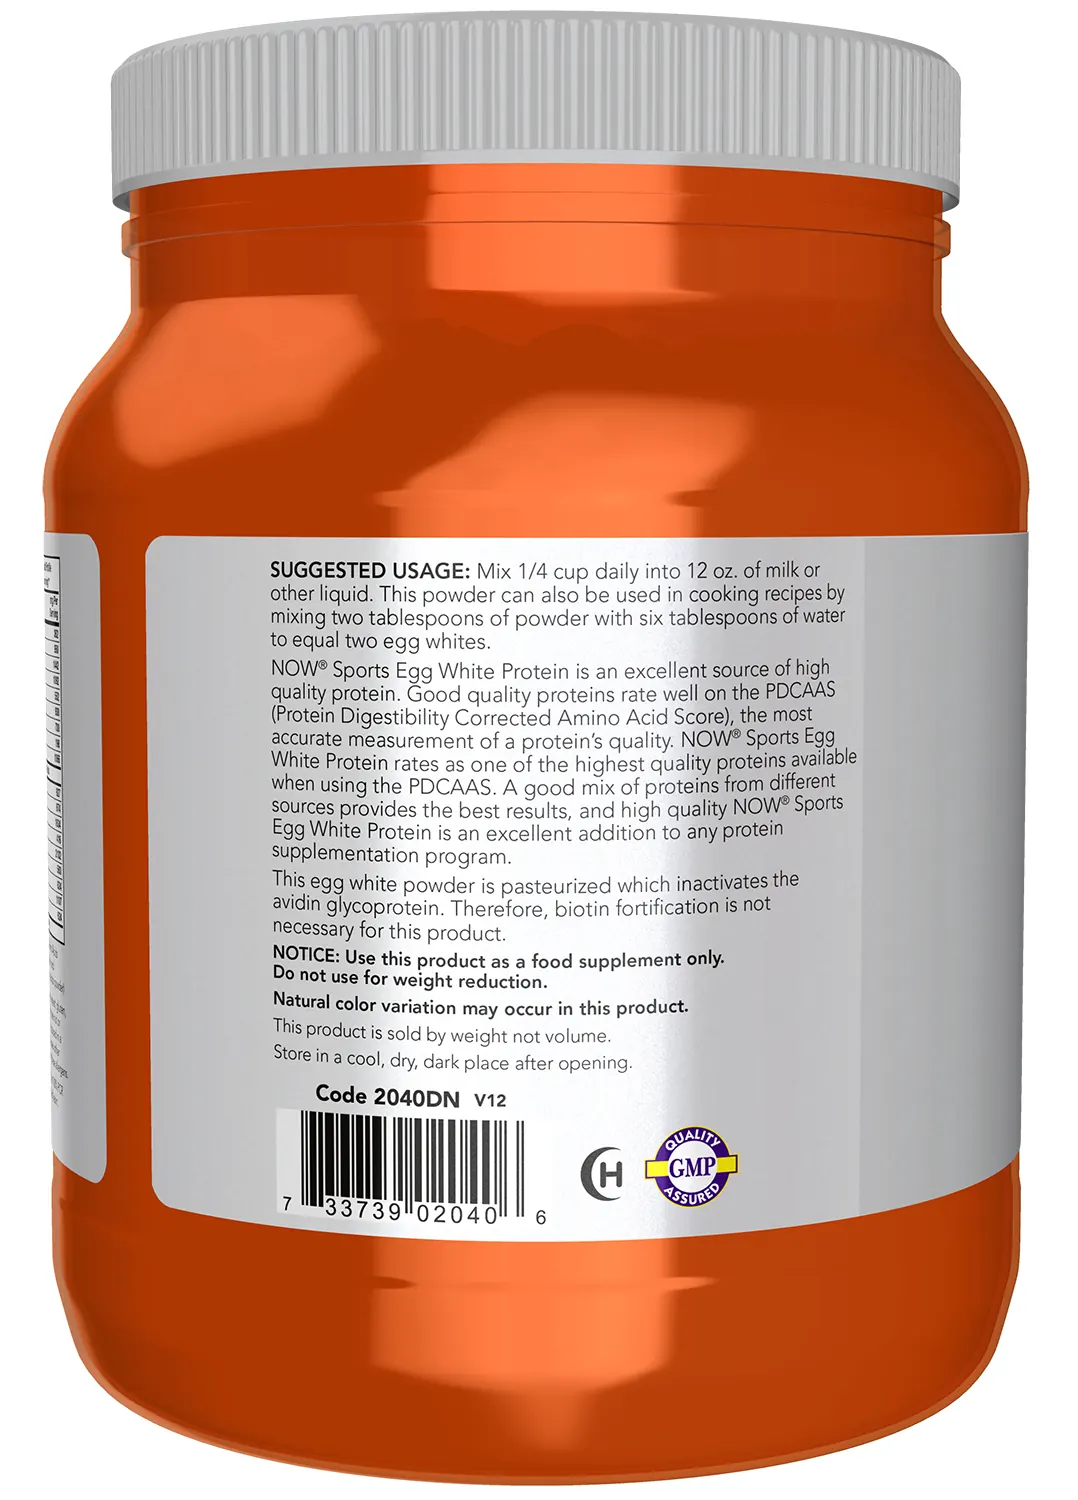 SUGGESTED USAGE: Mix 1/4 cup daily into 12 oz. of milk or
other liquid. This powder can also be used in cooking recipes by
mixing two tablespoons of powder with six tablespoons of water
to equal two egg whites.
NOW® Sports Egg White Protein is an excellent source of high
quality protein. Good quality proteins rate well on the PDCAAS
(Protein Digestibility Corrected Amino Acid Score), the most
accurate measurement of a protein's quality. NOW® Sports Egg
White Protein rates as one of the highest quality proteins available
when using the PDCAAS. A good mix of proteins from different
sources provides the best results, and high quality NOW® Sports
Egg White Protein is an excellent addition to any protein
supplementation program.
This egg white powder is pasteurized which inactivates the
avidin glycoprotein. Therefore, biotin fortification is not
necessary for this product.
NOTICE: Use this product as a food supplement only.
Do not use for weight reduction.
Natural color variation may occur in this product.
This product is sold by weight not volume.
Store in a cool, dry, dark place after opening.
Code 2040DN V12
7 33739 02040 6
H
QUALITY
GMP
ASSURED